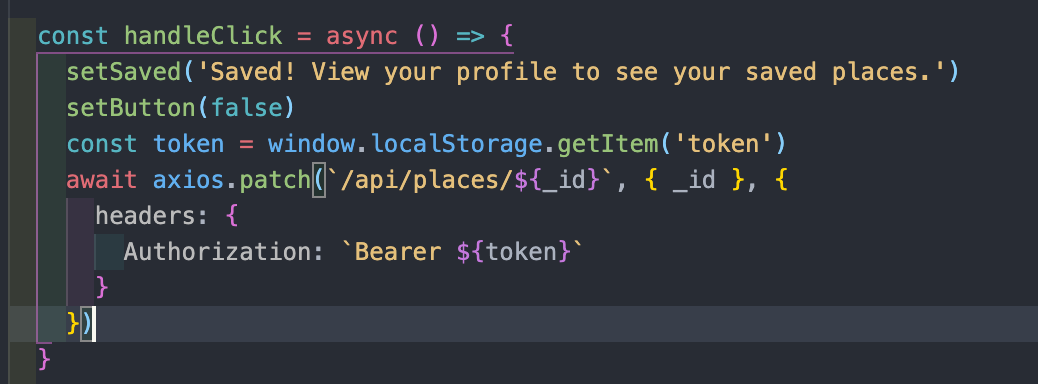 const handleClick = async () => {
setSaved('Saved! View your profile to see your saved places.')
setButton(false)
const token = window.localStorage.getItem('token')
await axios.patch(`/api/places/${_id}`, { _id }, {
headers: {
Authorization: `Bearer ${token}`
}
})
}